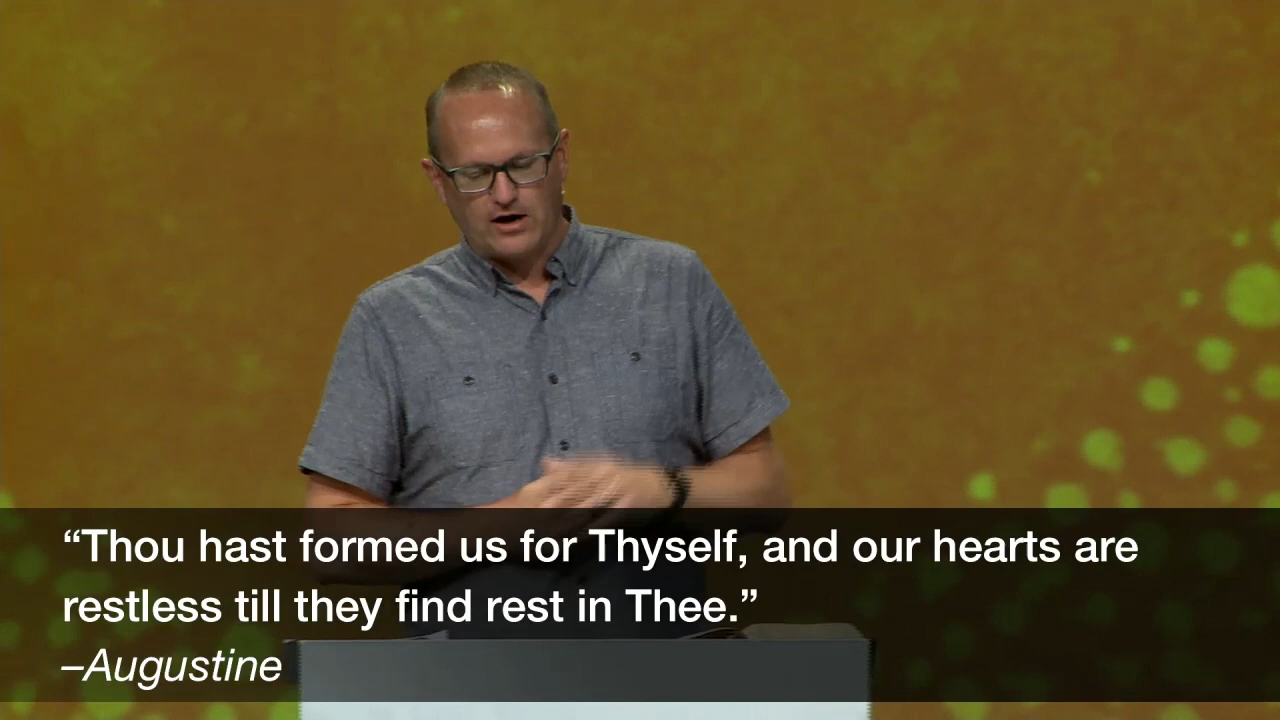 “Thou hast formed us for Thyself, and our hearts are
restless till they find rest in Thee.”
–Augustine